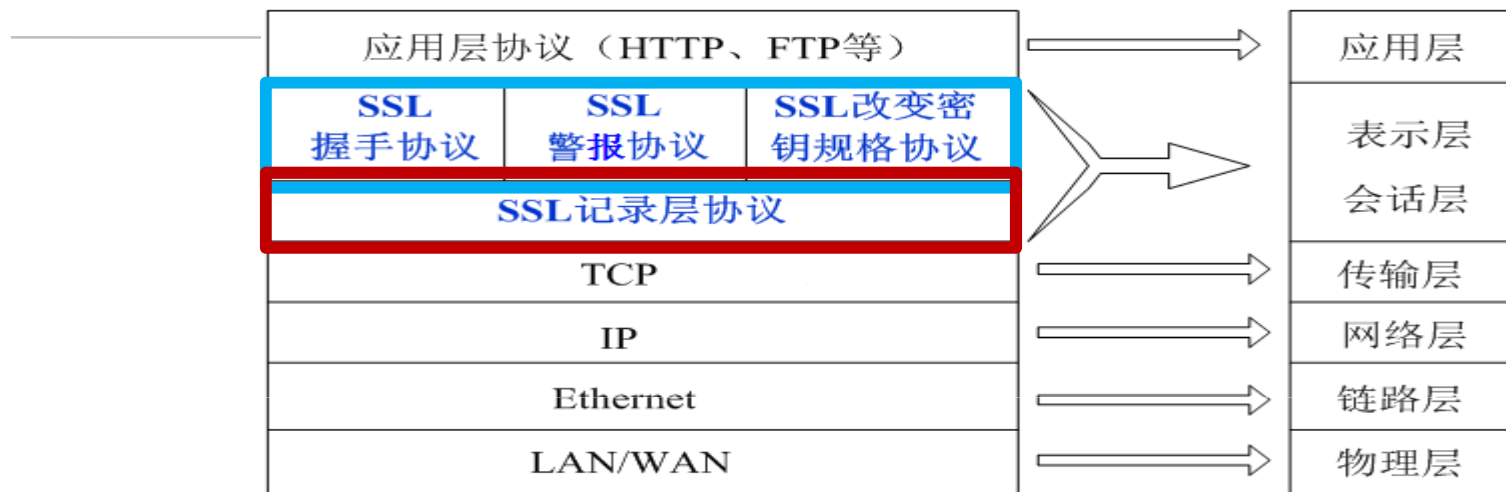 应用层协议（HTTP、FTP等）
应用层
SSL
握手协议
SSL
警报协议
SSL改变密
钥规格协议
表示层
会话层
SSL记录层协议
TCP
传输层
IP
网络层
Ethernet
链路层
LAN/WAN
物理层